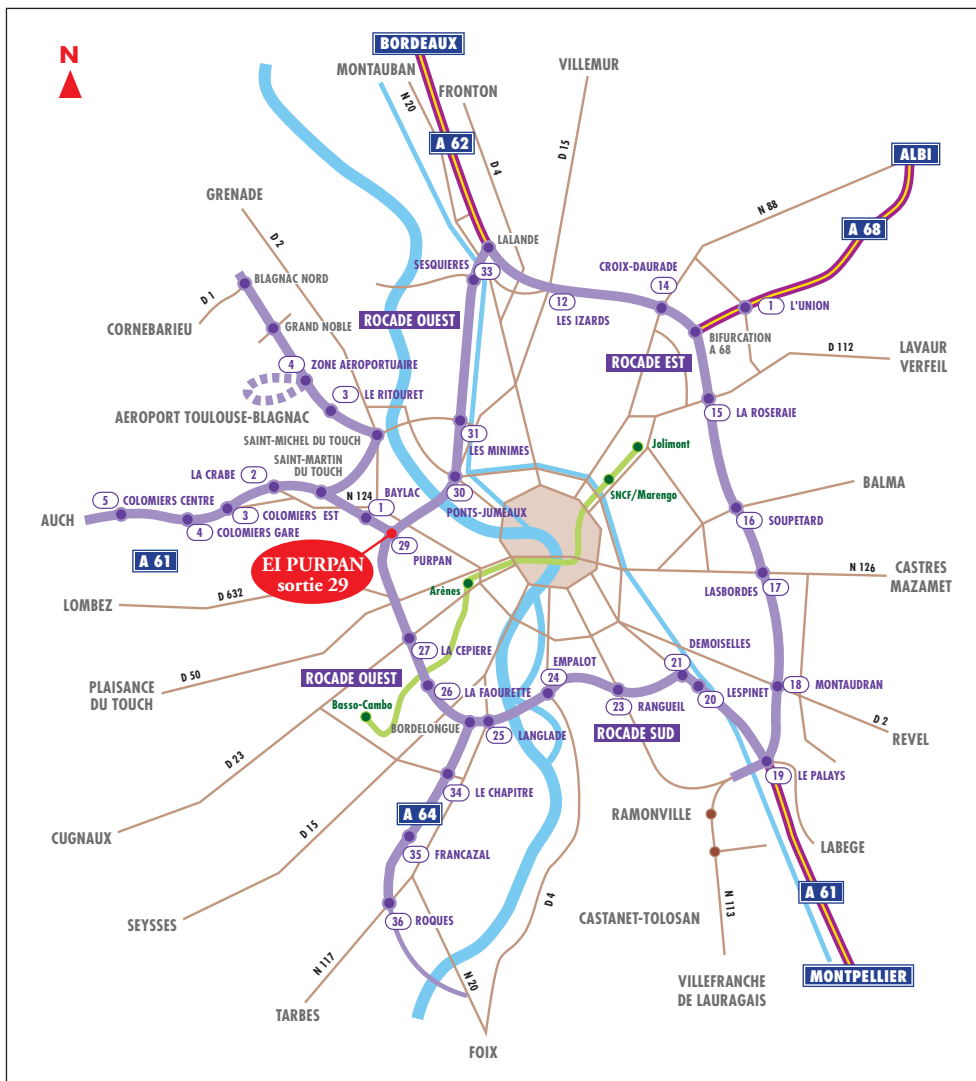 BORDEAUX
N
MONTAUBAN
VILLEMUR
FRONTON
N 20
A 62
D 4
D 15
ALBI
N 88
GRENADE
A 68
D 2
LALANDE
SESQUIERES
33
CROIX-DAURADE
14
BLAGNAC NORD
D 1
12
LES IZARDS
1
L'UNION
CORNEBARIEU
GRAND NOBLE
ROCADE OUEST
BIFURCATION
A 68
D 112
LAVAUR
VERFEIL
ROCADE EST
4
ZONE AEROPORTUAIRE
3
LE RITOURET
AEROPORT TOULOUSE-BLAGNAC
15
LA ROSERAIE
SAINT-MICHEL DU TOUCH
31
LES MINIMES
Jolimont
SAINT-MARTIN
DU TOUCH
LA CRABE
2
SNCF/Marengo
BALMA
5
COLOMIERS CENTRE
N 124
BAYLAC
1
30
PONTS-JUMEAUX
AUCH
3
COLOMIERS EST
4
COLOMIERS GARE
16
SOUPETARD
29
PURPAN
A 61
EI PURPAN
sortie 29
N 126
CASTRES
MAZAMET
LASBORDES
17
Arènes
LOMBEZ
D 632
27
LA CEPIERE
DEMOISELLES
21
EMPALOT
24
D 50
PLAISANCE
DU TOUCH
ROCADE OUEST
26
LA FAOURETTE
LESPINET
20
18
MONTAUDRAN
23
RANGUEIL
Basso-Cambo
BORDELONGUE
25
LANGLADE
ROCADE SUD
D 2
REVEL
D 23
34
LE CHAPITRE
19
LE PALAYS
A 64
RAMONVILLE
CUGNAUX
D 15
35
FRANCAZAL
LABEGE
A 61
D 4
N 113
CASTANET-TOLOSAN
SEYSSES
36
ROQUES
N 117
N 20
VILLEFRANCHE
DE LAURAGAIS
MONTPELLIER
TARBES
FOIX